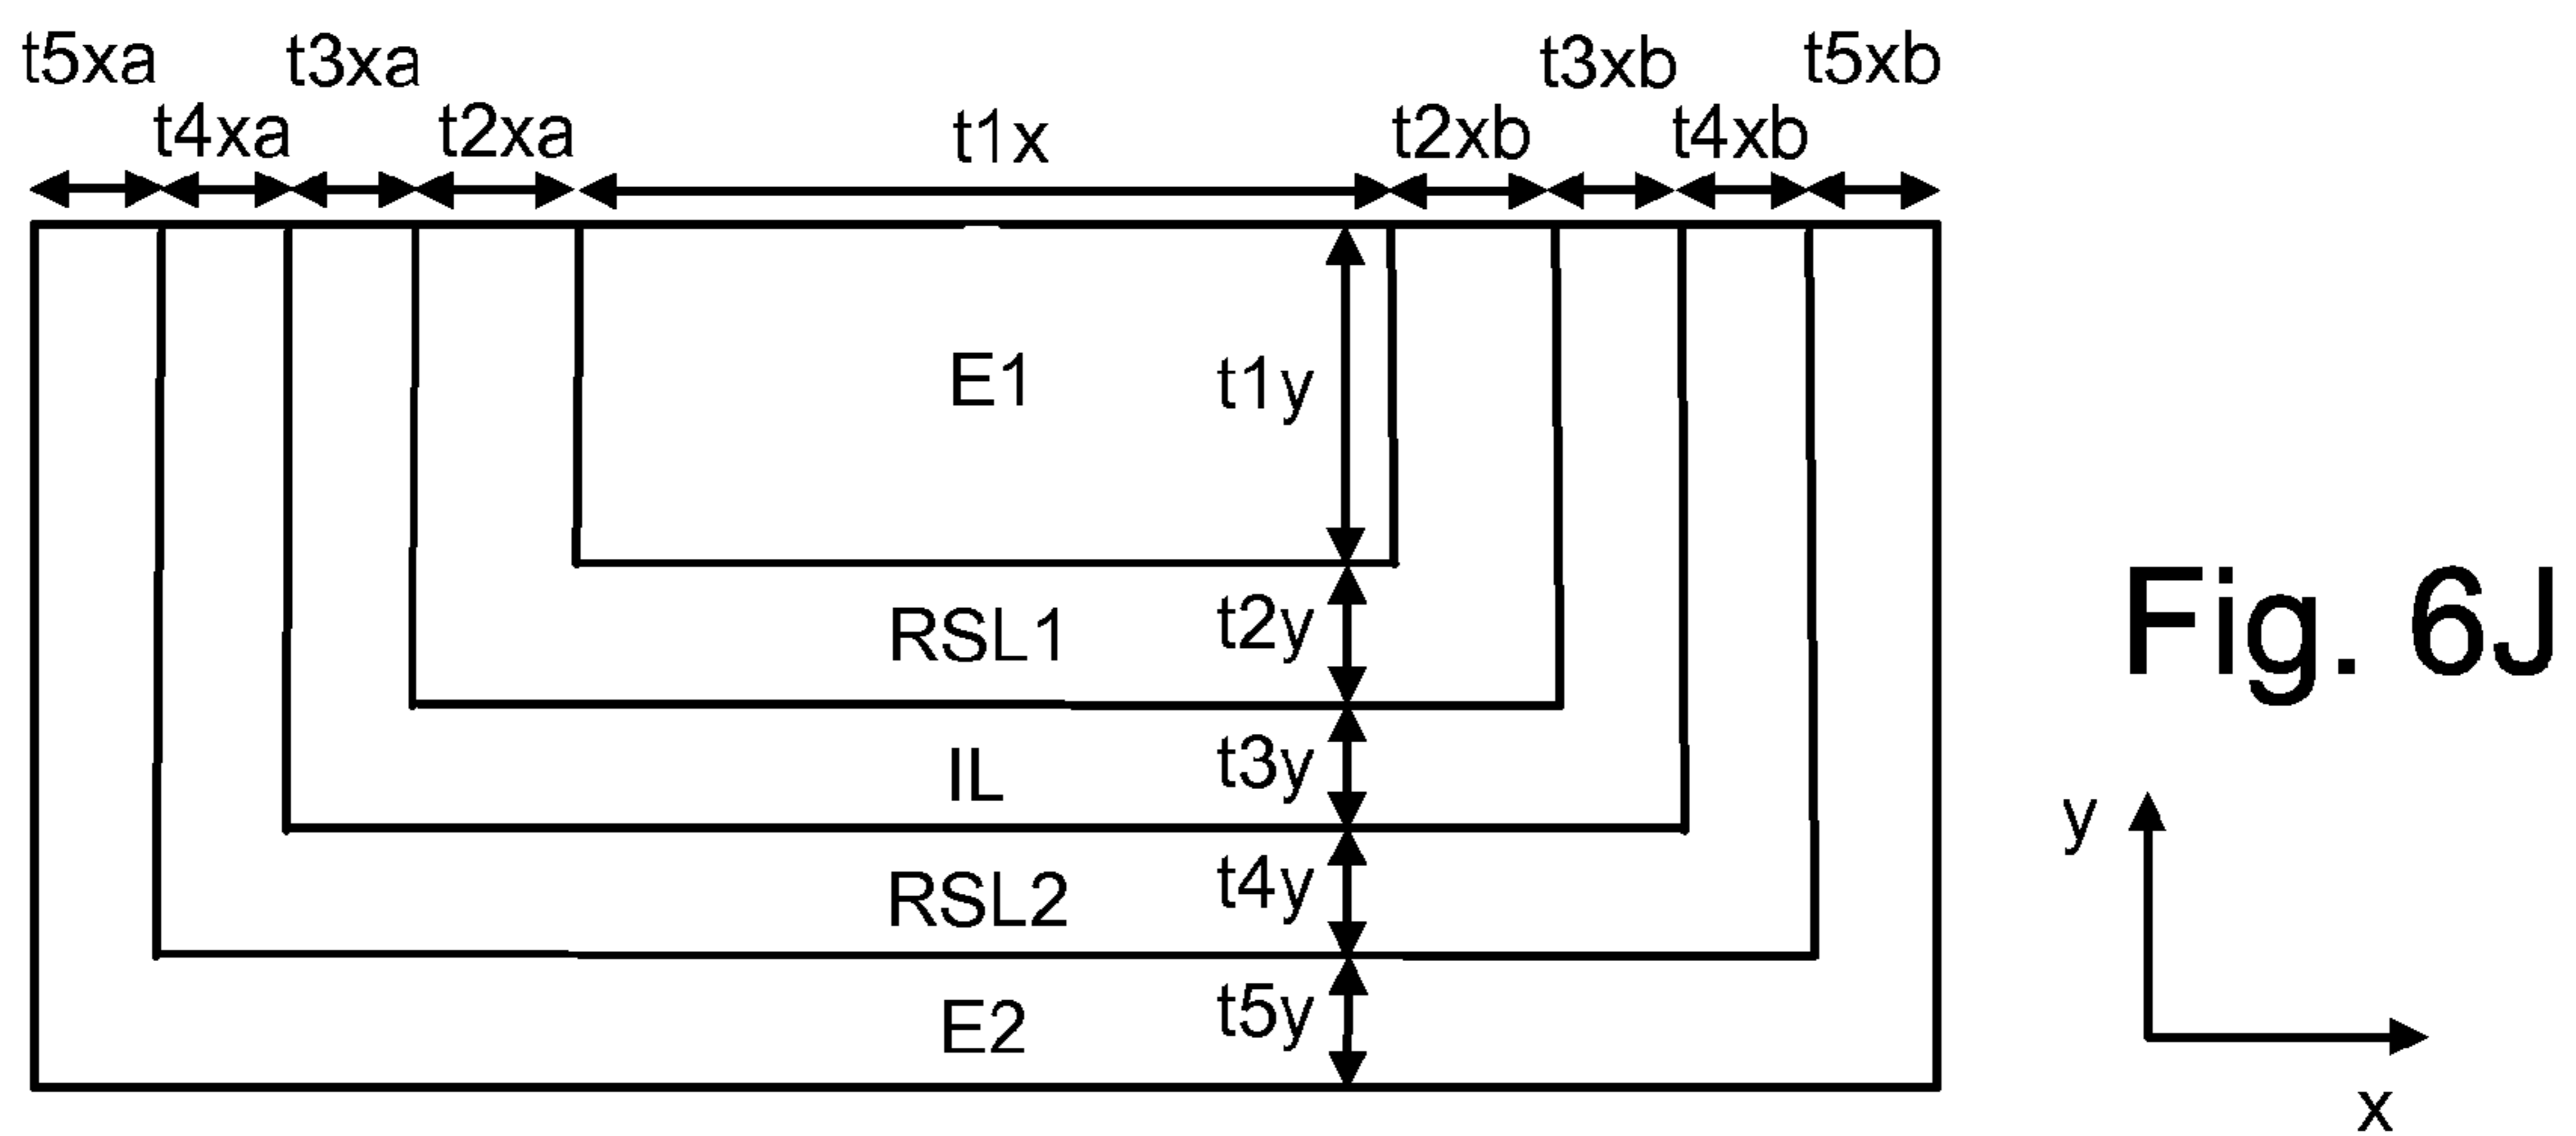 t5xa t3xa t3xb t5xb
t4xa t2xa t1x t2xb t4xb
E1 t1y
RSL1 t2y
Fig. 6J
IL t3y
y
RSL2 t4y
E2 t5y
x